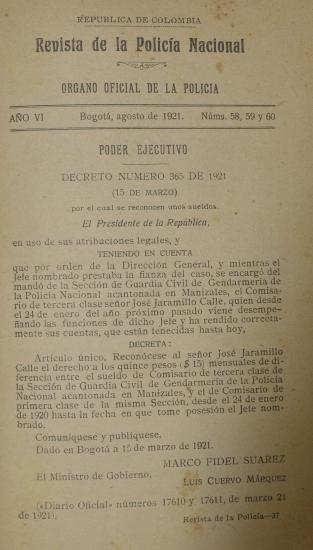 REPUBLICA DE COLOMBIA
Revista de la Policía Nacional
ORGANO OFICIAL DE LA POLICIA
AÑO VI Bogotá, agosto de 1921. Núms. 58, 59 y 60
PODER EJECUTIVO
DECRETO NUMERO 365 DE 1921
(15 DE MARZO)
por el cual se reconocen unos sueldos.
El Presidente de la República,
en uso de sus atribuciones legales, y
TENIENDO EN CUENTA
que por orden de la Dirección General, y mientras el
Jefe nombrado prestaba la fianza del caso, se encargó del
mando de la Sección de Guardia Civil de Gendarmería de
la Policía Nacional acantonada en Manizales, el Comisa-
rio de tercera clase señor José Jaramillo Calle, quien desde
el 24 de enero del año próximo pasado viene desempe-
ñando las funciones de dicho Jefe y ha rendido correcta-
mente sus cuentas, que están fenecidas hasta hoy,
DECRETA:
Artículo único. Reconócese al señor José Jaramillo
Calle el derecho a los quince pesos ($ 15) mensuales de di-
ferencia entre el sueldo de Comisario de tercera clase de
la Sección de Guardia Civil de Gendarmería de la Policía
Nacional acantonada en Manizales, y el de Comisario de
primera clase de la misma Sección, desde el 24 de enero
de 1920 hasta la fecha en que tome posesión el Jefe nom-
brado.
Comuníquese y publíquese.
Dado en Bogotá a 15 de marzo de 1921.
MARCO FIDEL SUAREZ
El Ministro de Gobierno,
LUIS CUERVO MÁRQUEZ
(«Diario Oficial» números 17610 y 17611, de marzo 21
de 1921).
Revista de la Policía—37